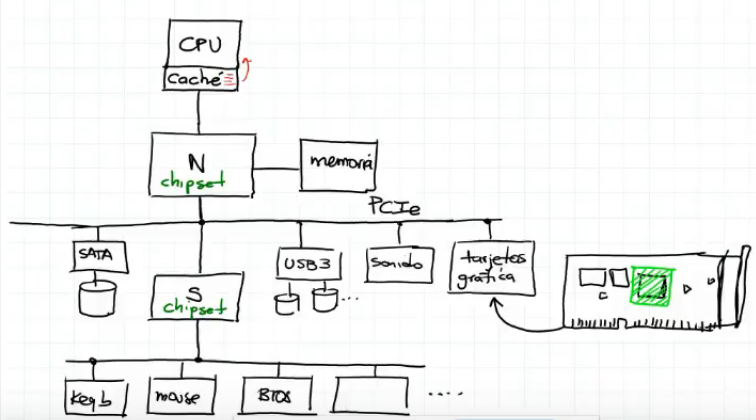 CPU
caché
N
chipset
memoria
PCIe
SATA
USB3
sonido
tarjetas
gráfica
S
chipset
Keyb
mouse
BIOS
....